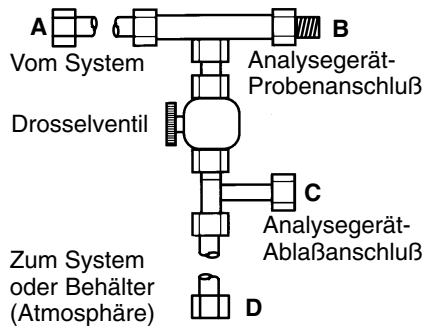 A
B
Vom System
Analysegerät-
Probenanschluß
Drosselventil
C
Analysegerät-
Ablaßanschluß
Zum System
oder Behälter
(Atmosphäre)
D